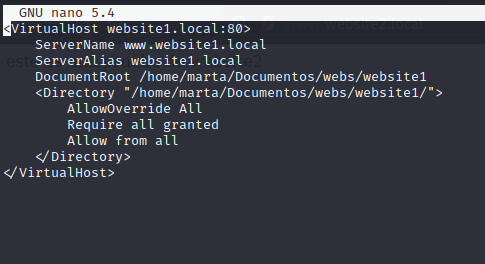 GNU nano 5.4
<VirtualHost website1.local:80>
    ServerName www.website1.local
    ServerAlias website1.local
    DocumentRoot /home/marta/Documentos/webs/website1
    <Directory "/home/marta/Documentos/webs/website1/">
        AllowOverride All
        Require all granted
        Allow from all
    </Directory>
</VirtualHost>